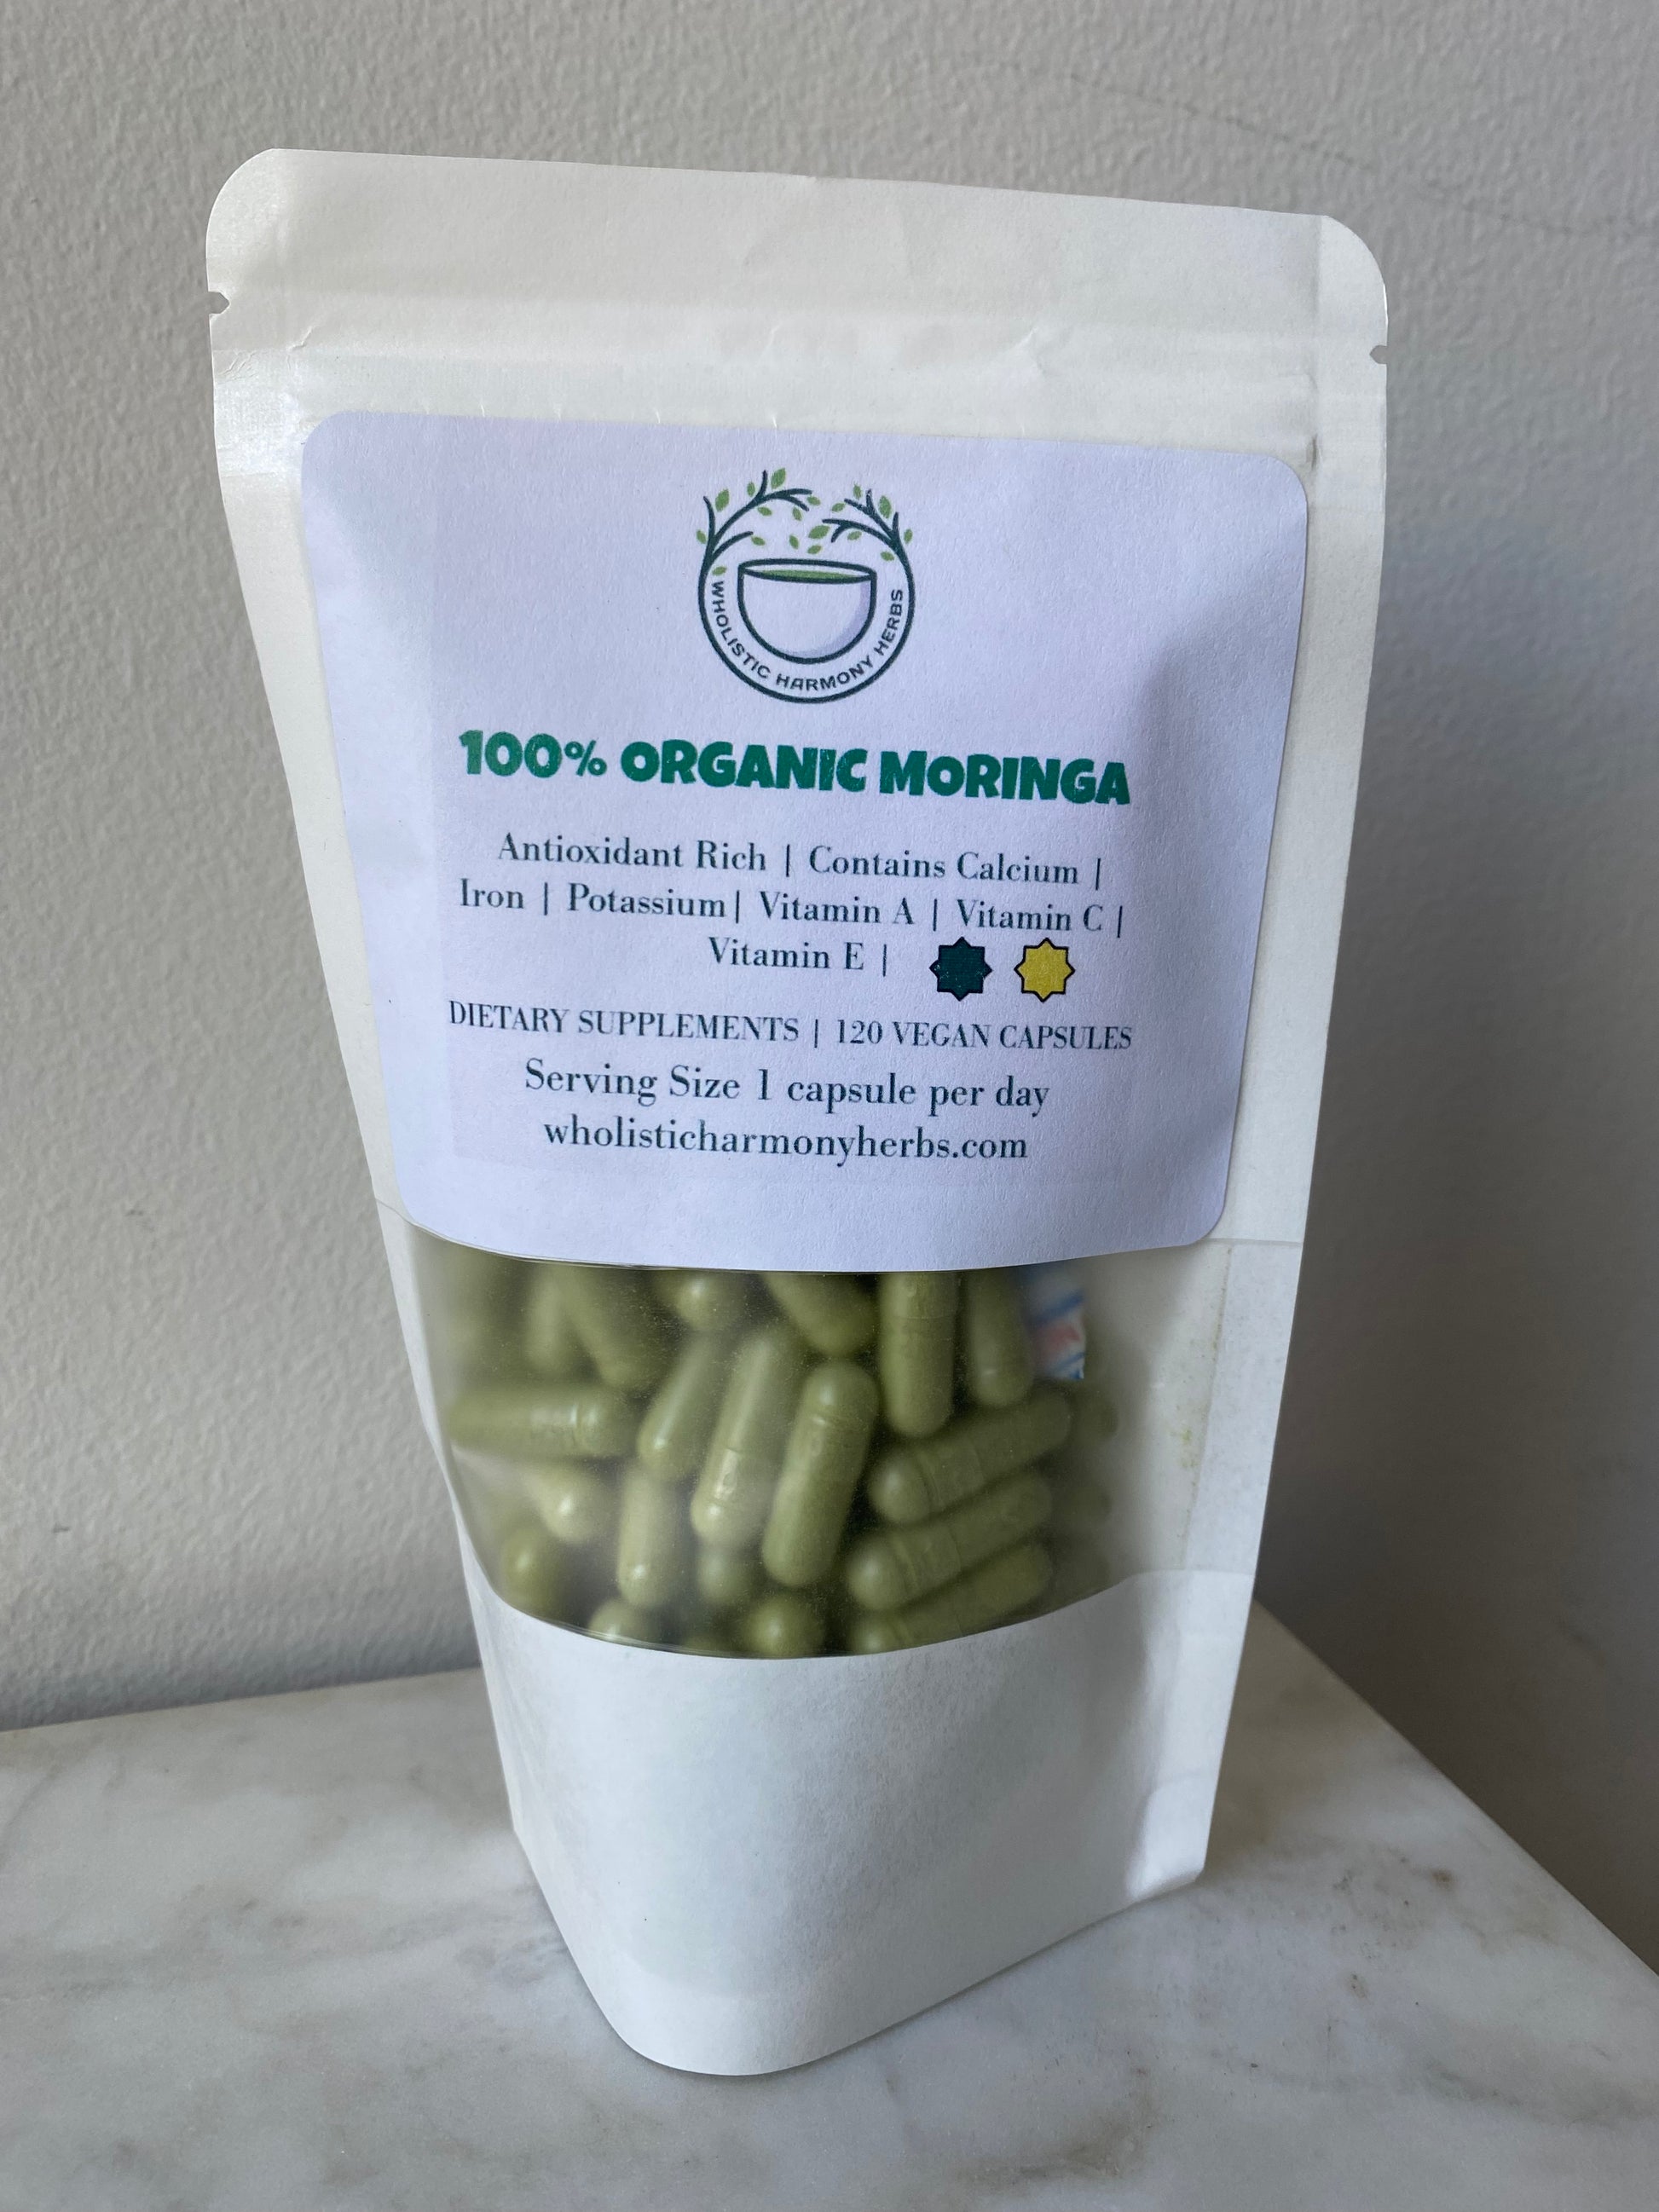 WHOLISTIC HARMONY HERBS
100% ORGANIC MORINGA
Antioxidant Rich | Contains Calcium |
Iron | Potassium| Vitamin A | Vitamin C |
Vitamin E |
DIETARY SUPPLEMENTS | 120 VEGAN CAPSULES
Serving Size 1 capsule per day
wholisticharmonyherbs.com